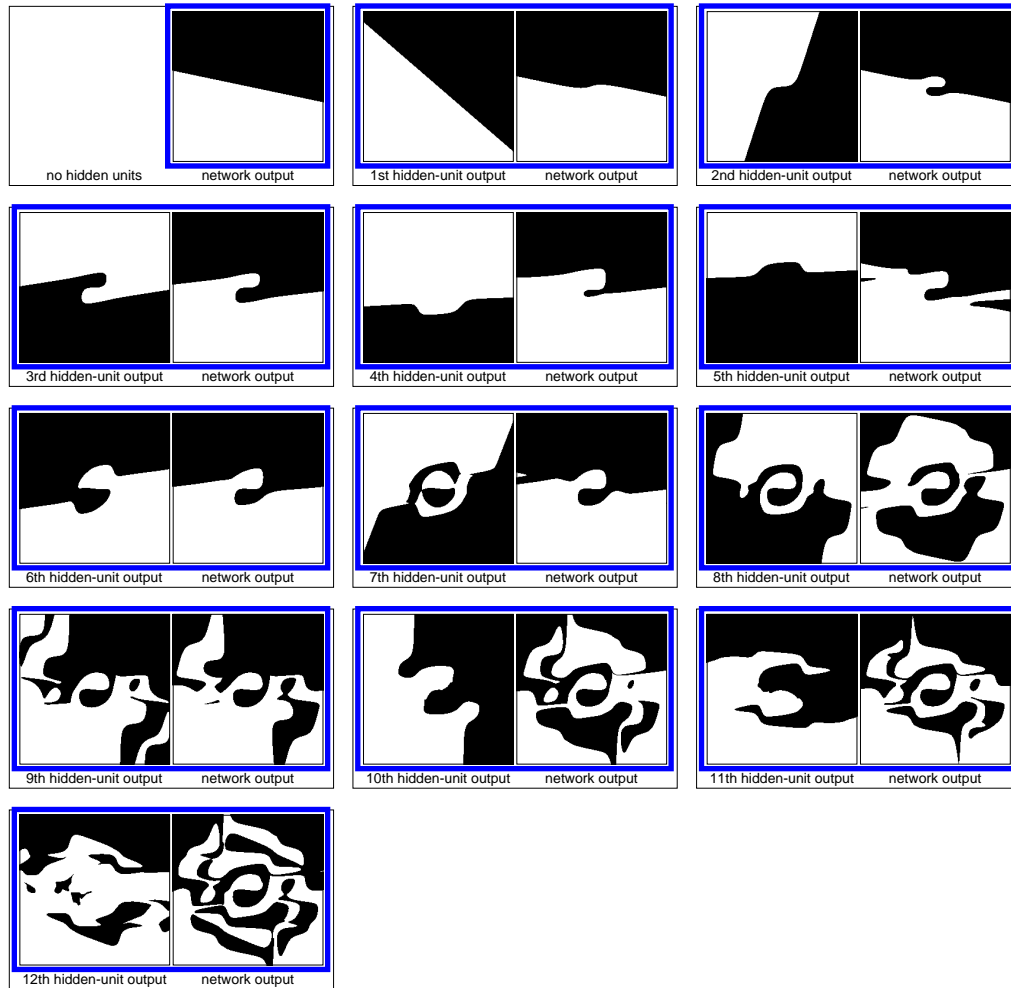 no hidden units network output
1st hidden-unit output network output
2nd hidden-unit output network output
3rd hidden-unit output network output
4th hidden-unit output network output
5th hidden-unit output network output
6th hidden-unit output network output
7th hidden-unit output network output
8th hidden-unit output network output
9th hidden-unit output network output
10th hidden-unit output network output
11th hidden-unit output network output
12th hidden-unit output network output